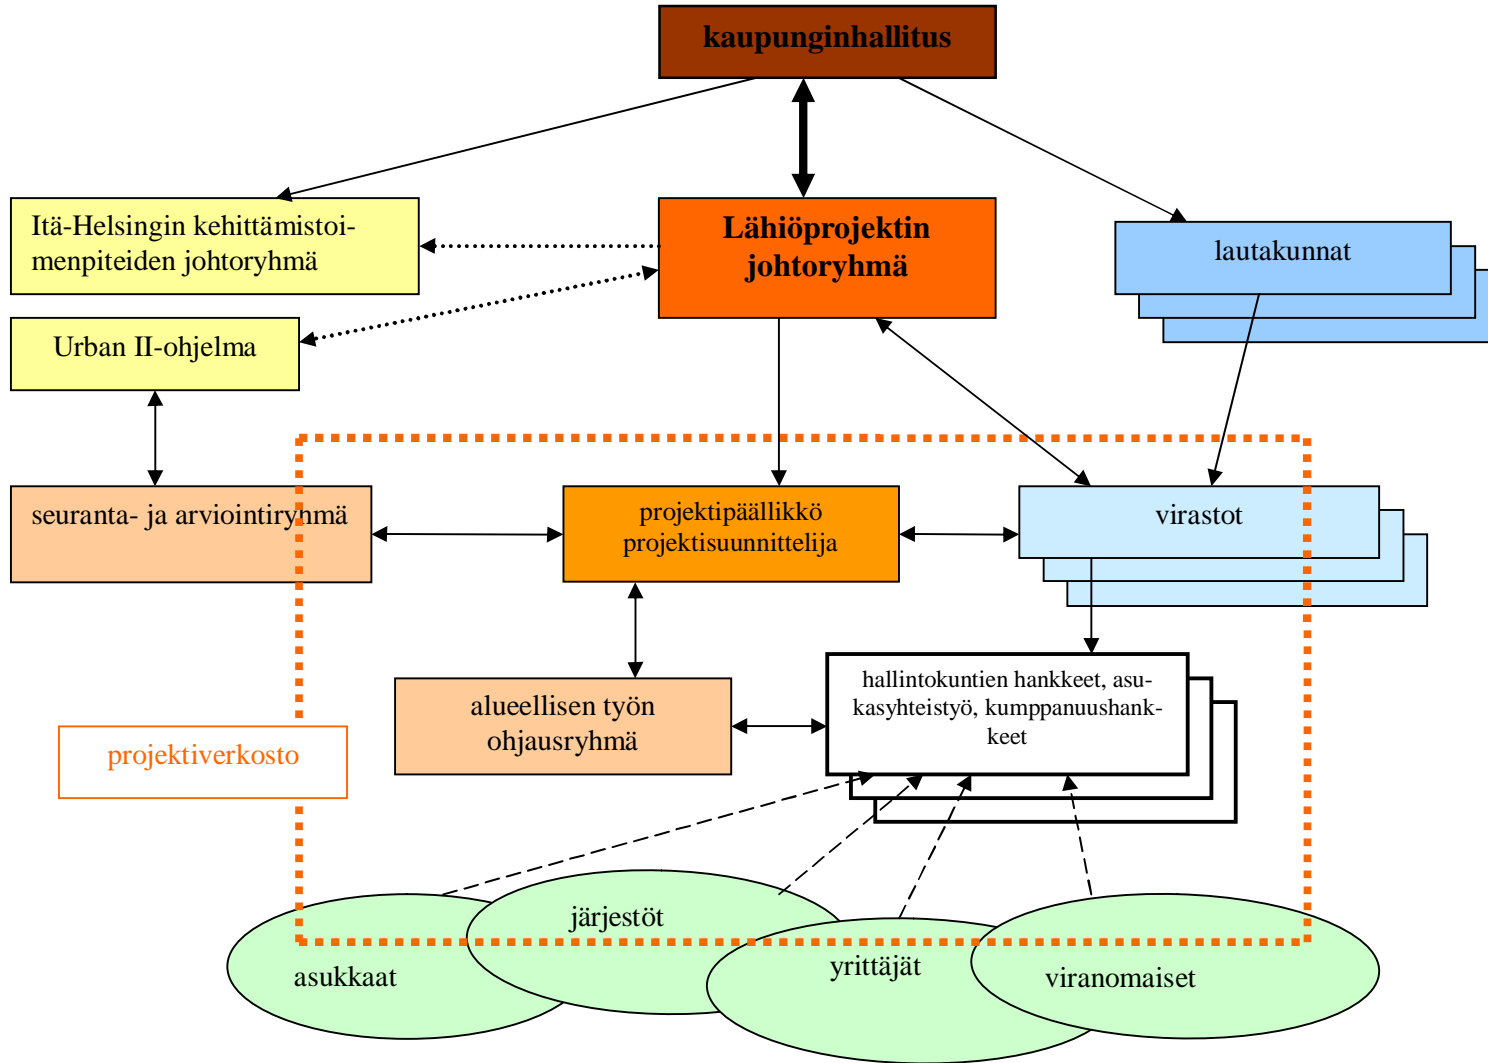 kaupunginhallitus
Itä-Helsingin kehittämistoi-
menpiteiden johtoryhmä
Lähiöprojektin
johtoryhmä
lautakunnat
Urban II-ohjelma
seuranta- ja arviointiryhmä
projektipäällikkö
projektisuunnittelija
virastot
hallintokuntien hankkeet, asu-
kasyhteistyö, kumppanuushank-
keet
alueellisen työn
ohjausryhmä
projektiverkosto
järjestöt
asukkaat
yrittäjät
viranomaiset